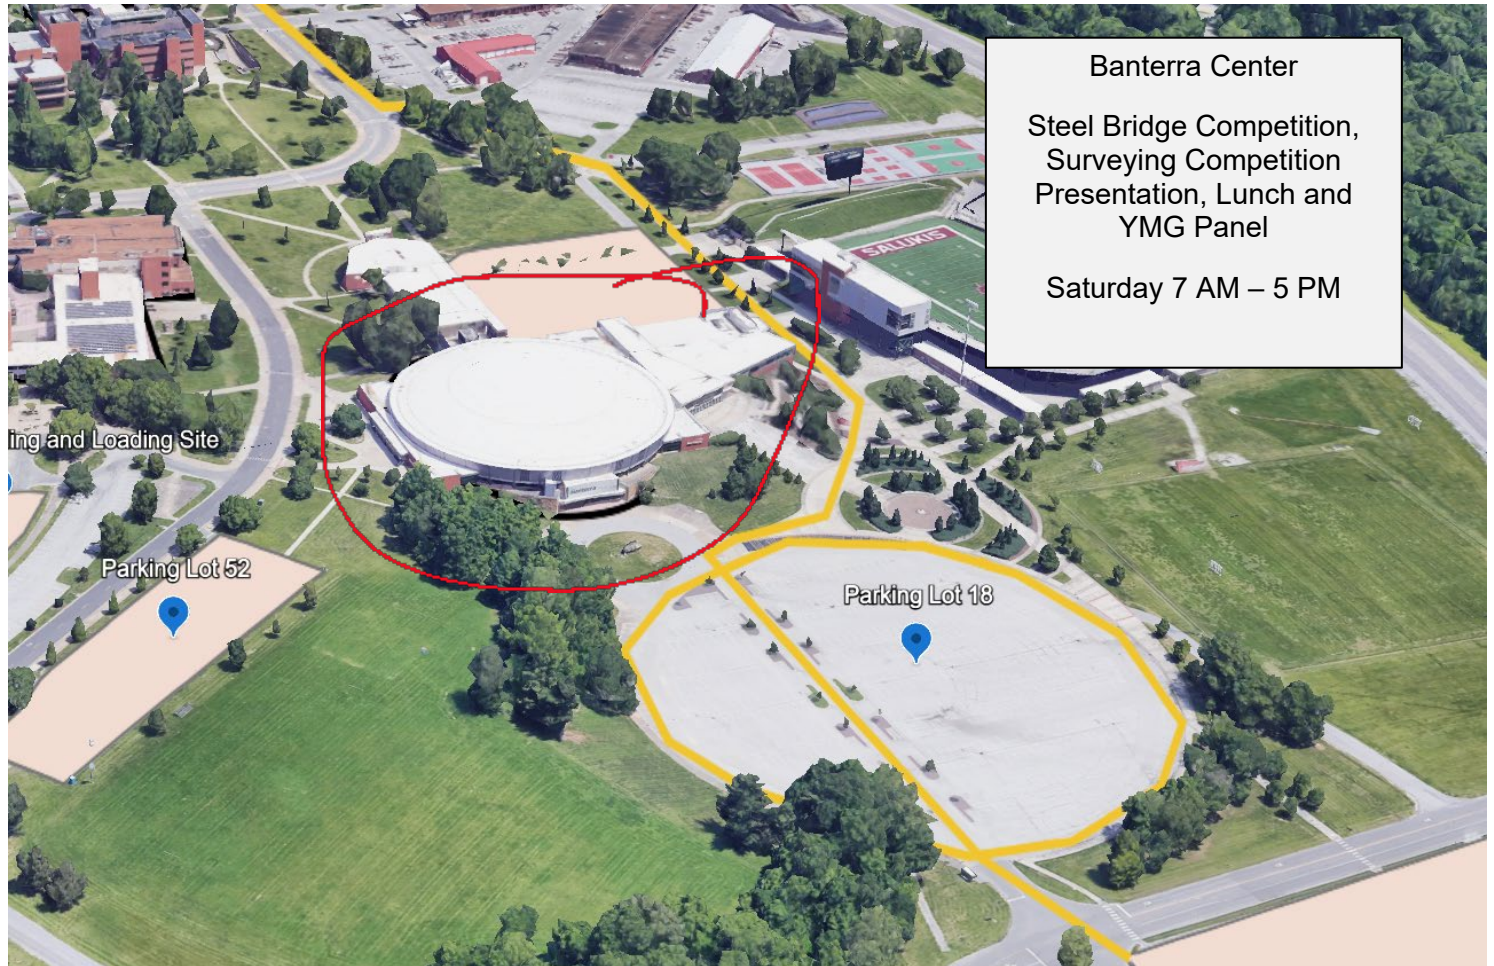 Banterra Center
Steel Bridge Competition,
Surveying Competition
Presentation, Lunch and
YMG Panel
Saturday 7 AM – 5 PM
SALUKIS
ing and Loading Site
Parking Lot 52
Parking Lot 18